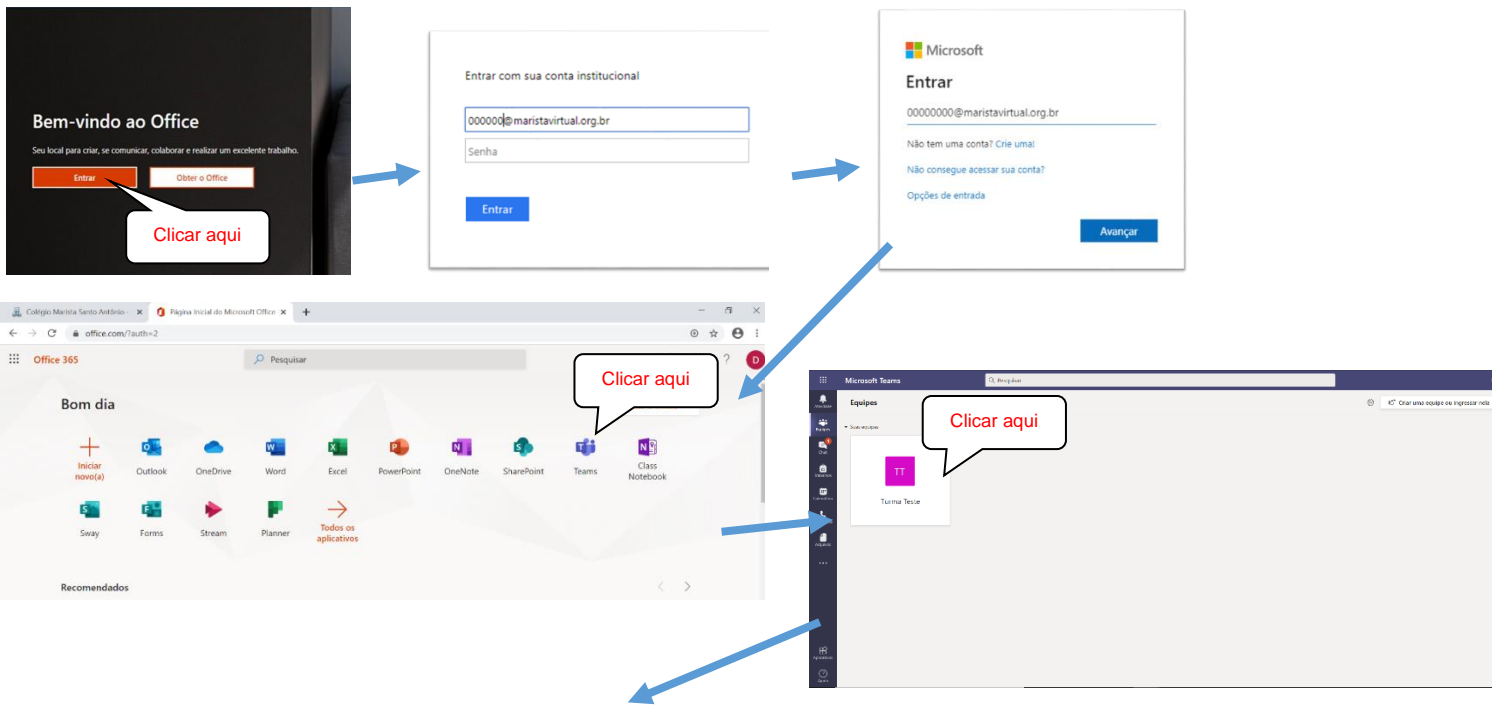 Bem-vindo ao Office
Seu local para criar, se comunicar, colaborar e realizar um excelente trabalho.
Entrar
Obter o Office
Clicar aqui
Entrar com sua conta institucional
000000@maristavirtual.org.br
Senha
Entrar
Microsoft
Entrar
00000000@maristavirtual.org.br
Não tem uma conta? Crie uma!
Não consegue acessar sua conta?
Opções de entrada
Avançar
Colégio Marista Santo Antônio
Página Inicial do Microsoft Office
office.com/?auth=2
Office 365
Pesquisar
?
D
Clicar aqui
Bom dia
Iniciar novo(a)
Outlook
OneDrive
Word
Excel
PowerPoint
OneNote
SharePoint
Teams
Class Notebook
Sway
Forms
Stream
Planner
Todos os aplicativos
Recomendados
Microsoft Teams
Pesquisar
Equipes
Criar uma equipe ou ingressar nela
Suas equipes
Clicar aqui
TT
Turma Teste
Equipes
Chat